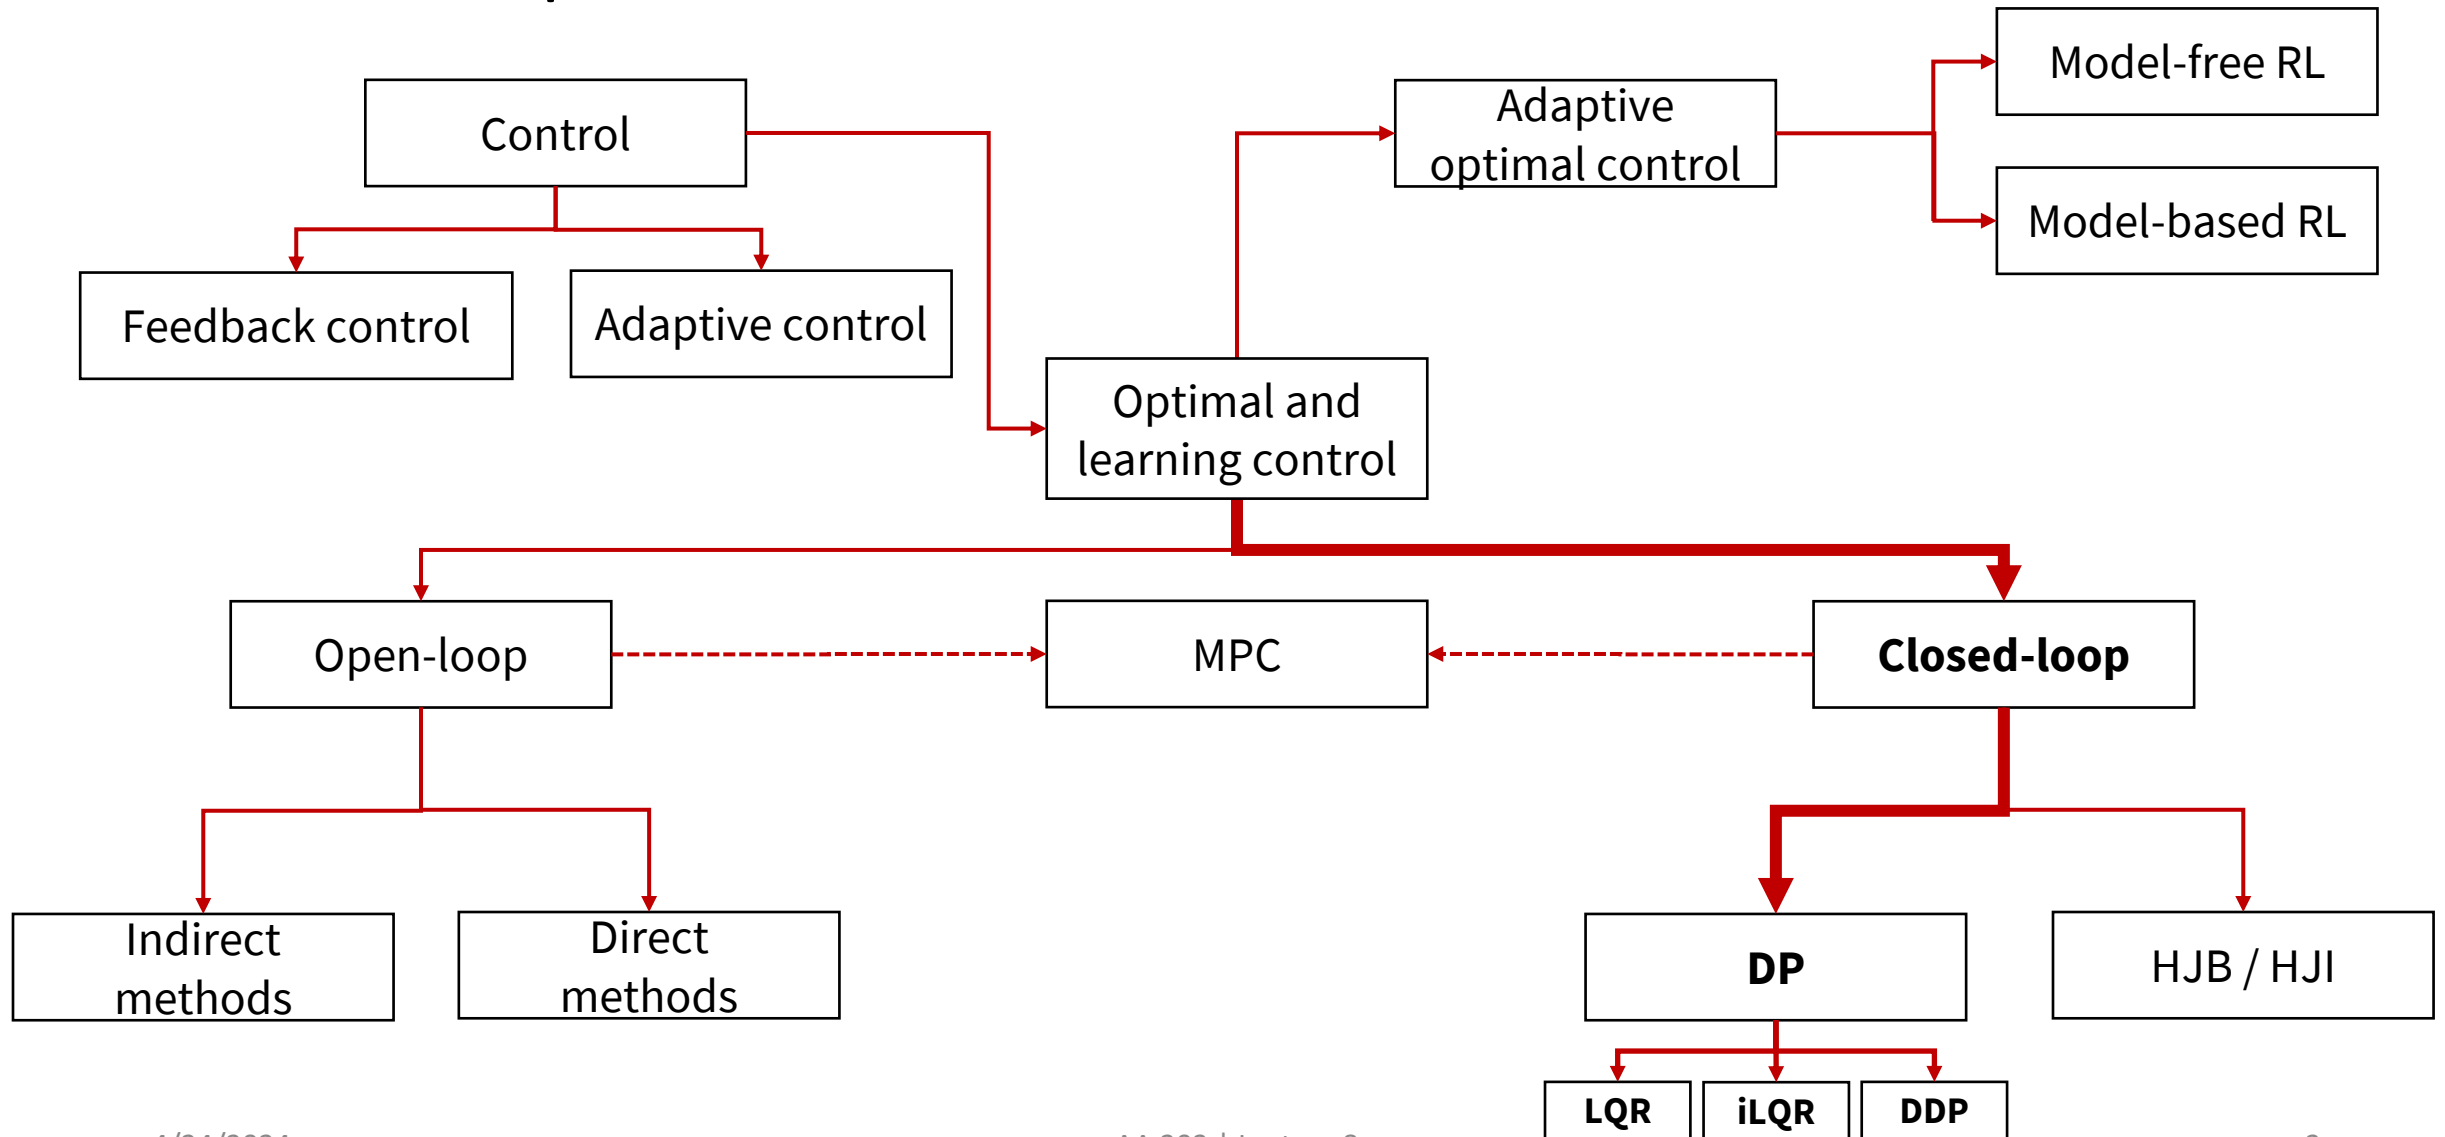 Model-free RL
Control
Adaptive
optimal control
Model-based RL
Feedback control
Adaptive control
Optimal and
learning control
Open-loop
MPC
Closed-loop
Indirect
methods
Direct
methods
DP
HJB / HJI
LQR
iLQR
DDP